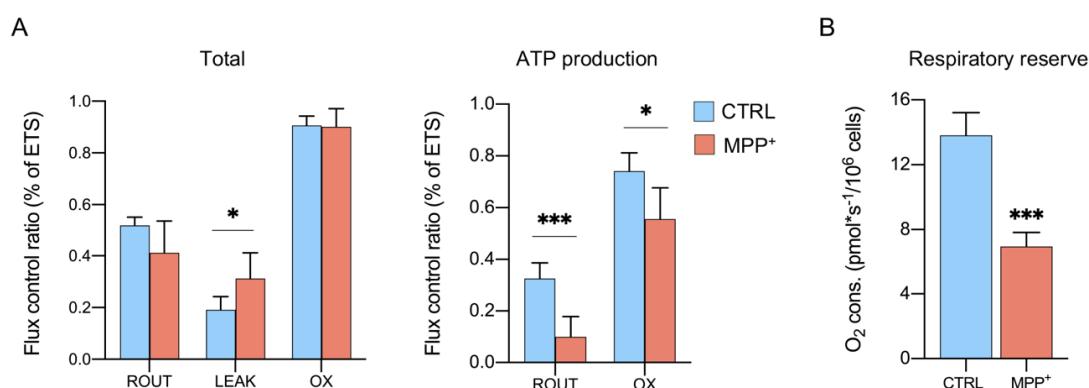 A
B
Total
ATP production
Respiratory reserve
Flux control ratio (% of ETS)
1.0
0.8
0.6
0.4
0.2
0.0
*
ROUT LEAK OX
Flux control ratio (% of ETS)
1.0
0.8
0.6
0.4
0.2
0.0
***
*
ROUT OX
CTRL
MPP⁺
O₂ cons. (pmol*s⁻¹/10⁶ cells)
16
12
8
4
0
***
CTRL MPP⁺